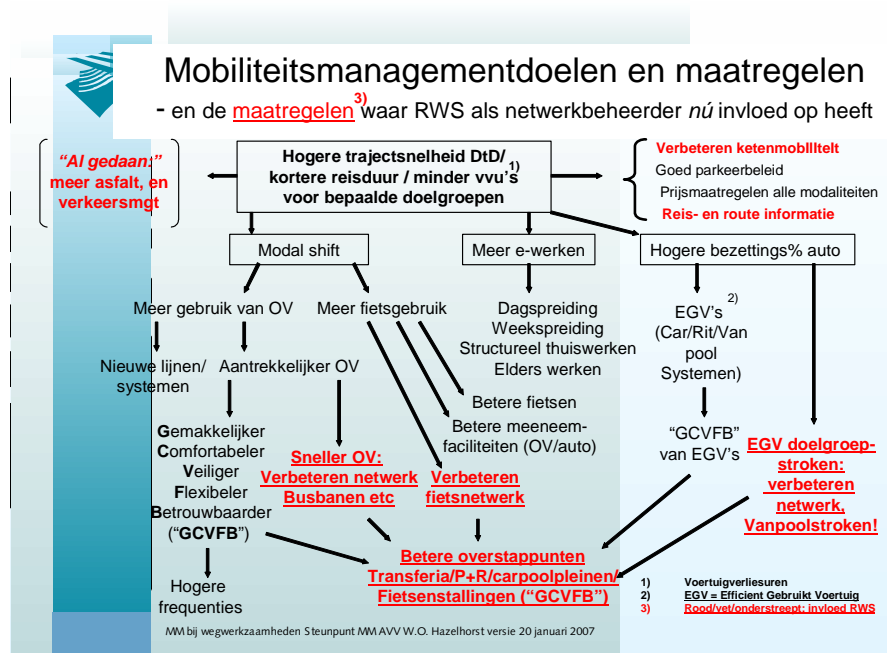 Mobiliteitsmanagementdoelen en maatregelen
- en de maatregelen3) waar RWS als netwerkbeheerder nú invloed op heeft
"Al gedaan:"
meer asfalt, en
verkeersmgt
Hogere trajectsnelheid DtD/
kortere reisduur / minder vvu's1)
voor bepaalde doelgroepen
Verbeteren ketenmobilItelt
Goed parkeerbeleid
Prijsmaatregelen alle modaliteiten
Reis- en route informatie
Modal shift
Meer e-werken
Hogere bezettings% auto
Meer gebruik van OV
Meer fietsgebruik
Dagspreiding
Weekspreiding
Structureel thuiswerken
Elders werken
EGV's 2)
(Car/Rit/Van
pool
Systemen)
Nieuwe lijnen/
systemen
Aantrekkelijker OV
Betere fietsen
Betere meeneem-
faciliteiten (OV/auto)
Gemakkelijker
Comfortabeler
Veiliger
Flexibeler
Betrouwbaarder
("GCVFB")
Sneller OV:
Verbeteren netwerk
Busbanen etc
Verbeteren
fietsnetwerk
"GCVFB"
van EGV's
EGV doelgroep-
stroken:
verbeteren
netwerk,
Vanpoolstroken!
Hogere
frequenties
Betere overstappunten
Transferia/P+R/carpoolpleinen/
Fietsenstallingen ("GCVFB")
1) Voertuigverliesuren
2) EGV = Efficient Gebruikt Voertuig
3) Rood/vet/onderstreept: invloed RWS
MM bij wegwerkzaamheden Steunpunt MM AVV W.O. Hazelhorst versie 20 januari 2007